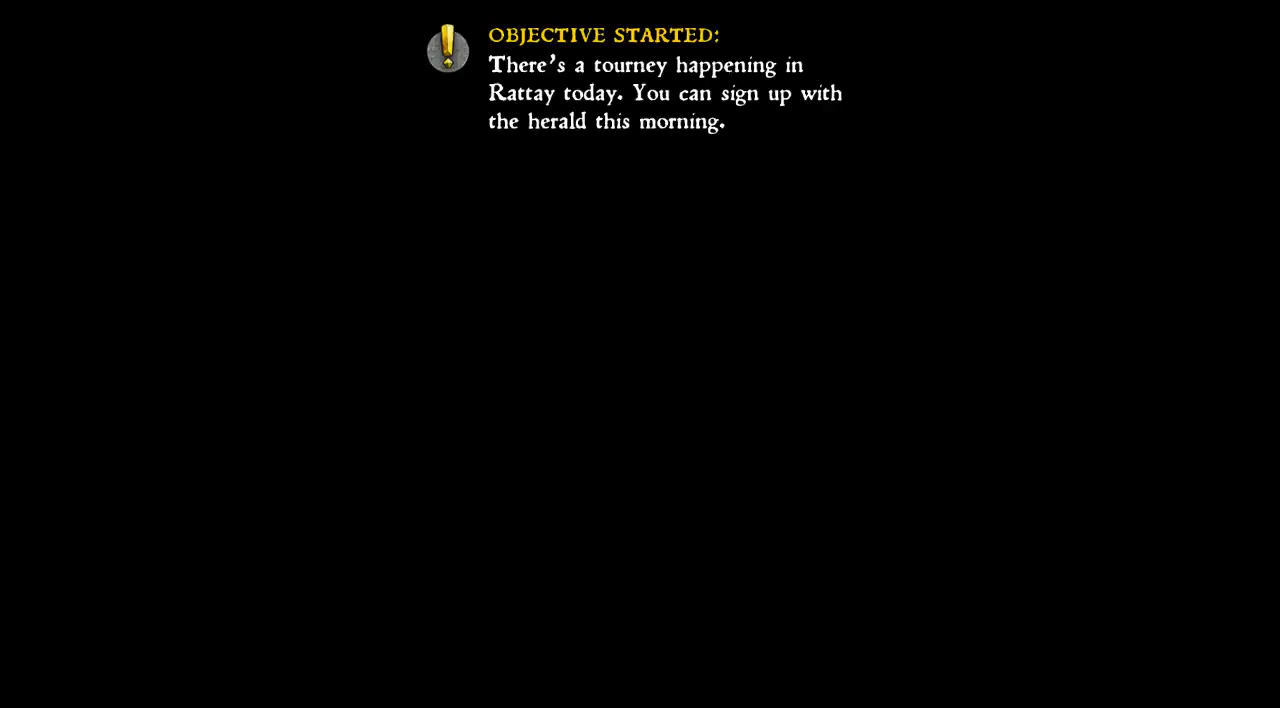 OBJECTIVE STARTED:
There's a tourney happening in
Rattay today. You can sign up with
the herald this morning.